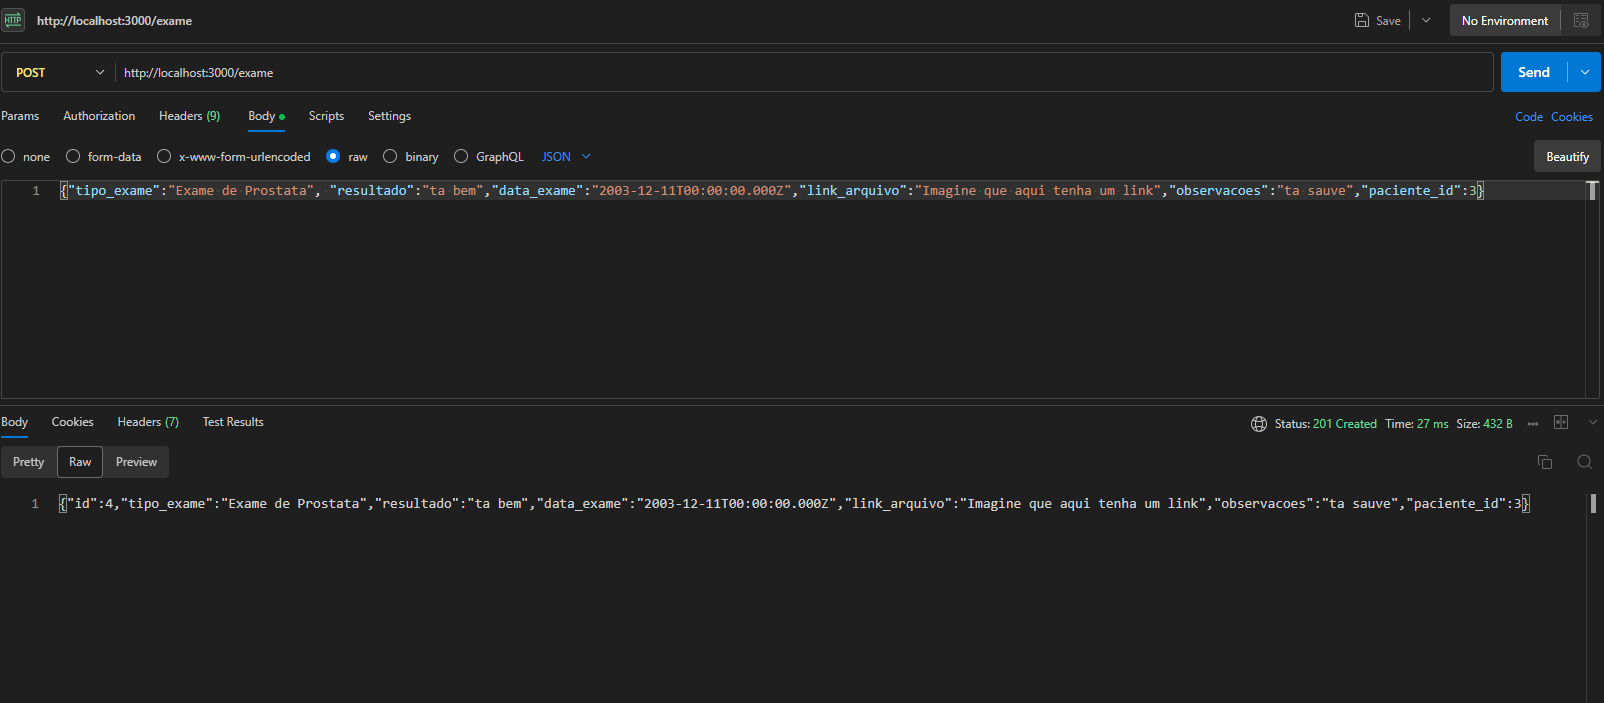 HTTP http://localhost:3000/exame Save No Environment
POST http://localhost:3000/exame Send
Params Authorization Headers (9) Body Scripts Settings Code Cookies
none form-data x-www-form-urlencoded raw binary GraphQL JSON Beautify
1 {"tipo_exame":"Exame de Prostata", "resultado":"ta bem","data_exame":"2003-12-11T00:00:00.000Z","link_arquivo":"Imagine que aqui tenha um link","observacoes":"ta sauve","paciente_id":3}
Body Cookies Headers (7) Test Results Status: 201 Created Time: 27 ms Size: 432 B
Pretty Raw Preview
1 {"id":4,"tipo_exame":"Exame de Prostata","resultado":"ta bem","data_exame":"2003-12-11T00:00:00.000Z","link_arquivo":"Imagine que aqui tenha um link","observacoes":"ta sauve","paciente_id":3}